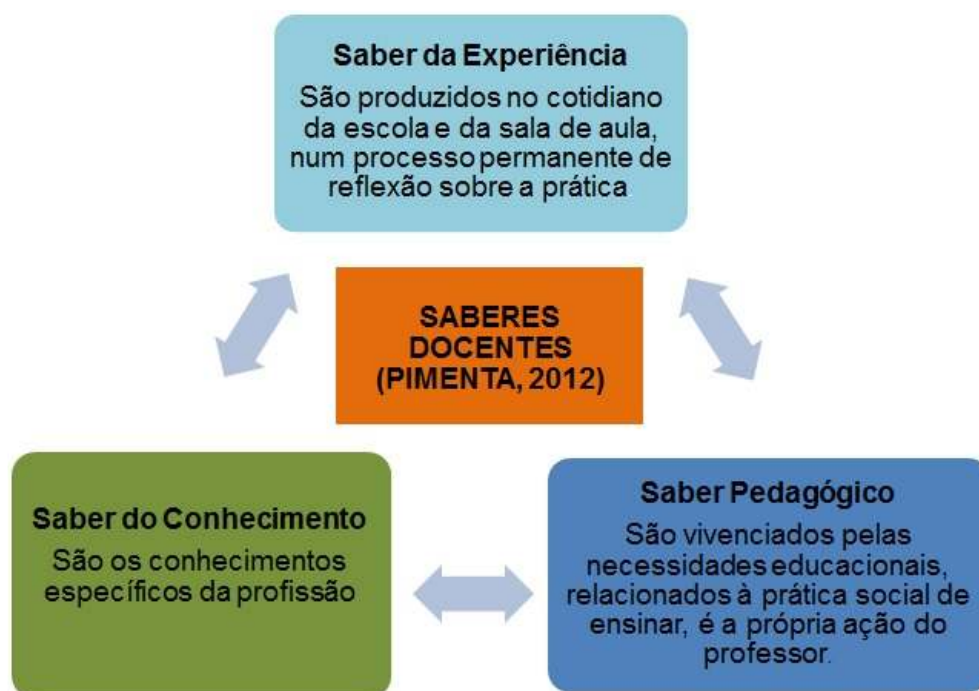 Saber da Experiência
São produzidos no cotidiano
da escola e da sala de aula,
num processo permanente de
reflexão sobre a prática
SABERES
DOCENTES
(PIMENTA, 2012)
Saber do Conhecimento
São os conhecimentos
específicos da profissão
Saber Pedagógico
São vivenciados pelas
necessidades educacionais,
relacionados à prática social de
ensinar, é a própria ação do
professor.